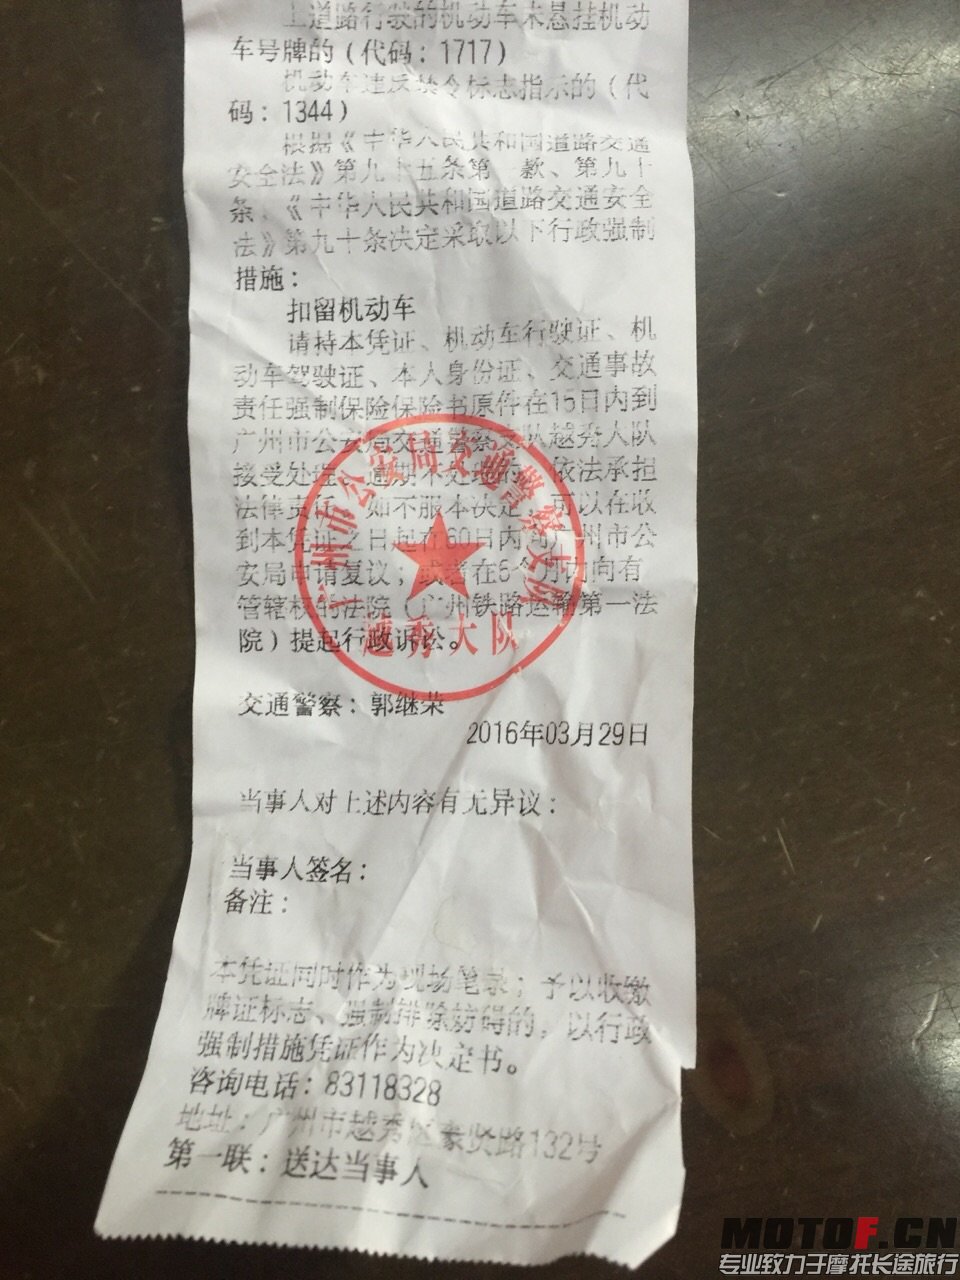 上道路行驶的机动车未悬挂机动
车号牌的(代码:1717)
机动车违反禁令标志指示的(代
码:1344)
根据《中华人民共和国道路交通
安全法》第九十五条第一款、第九十
条,《中华人民共和国道路交通安全
法》第九十条决定采取以下行政强制
措施:
扣留机动车
请持本凭证、机动车行驶证、机
动车驾驶证、本人身份证、交通事故
责任强制保险保险书原件在15日内到
广州市公安局交通警察支队越秀大队
接受处理。逾期不处理的,依法承担
法律责任。如不服本决定,可以在收
到本凭证之日起在60日内向广州市公
安局申请复议;或者在6个月内向有
管辖权的法院(广州铁路运输第一法
院)提起行政诉讼。
广州市公安局交通警察大队
越秀大队
交通警察:郭继荣
2016年03月29日
当事人对上述内容有无异议:
当事人签名:
备注:
本凭证同时作为现场笔录;予以收缴
牌证标志、强制排除妨碍的,以行政
强制措施凭证作为决定书。
咨询电话:83118328
地址:广州市越秀区豪贤路132号
第一联:送达当事人
MOTOF.CN
专业致力于摩托长途旅行